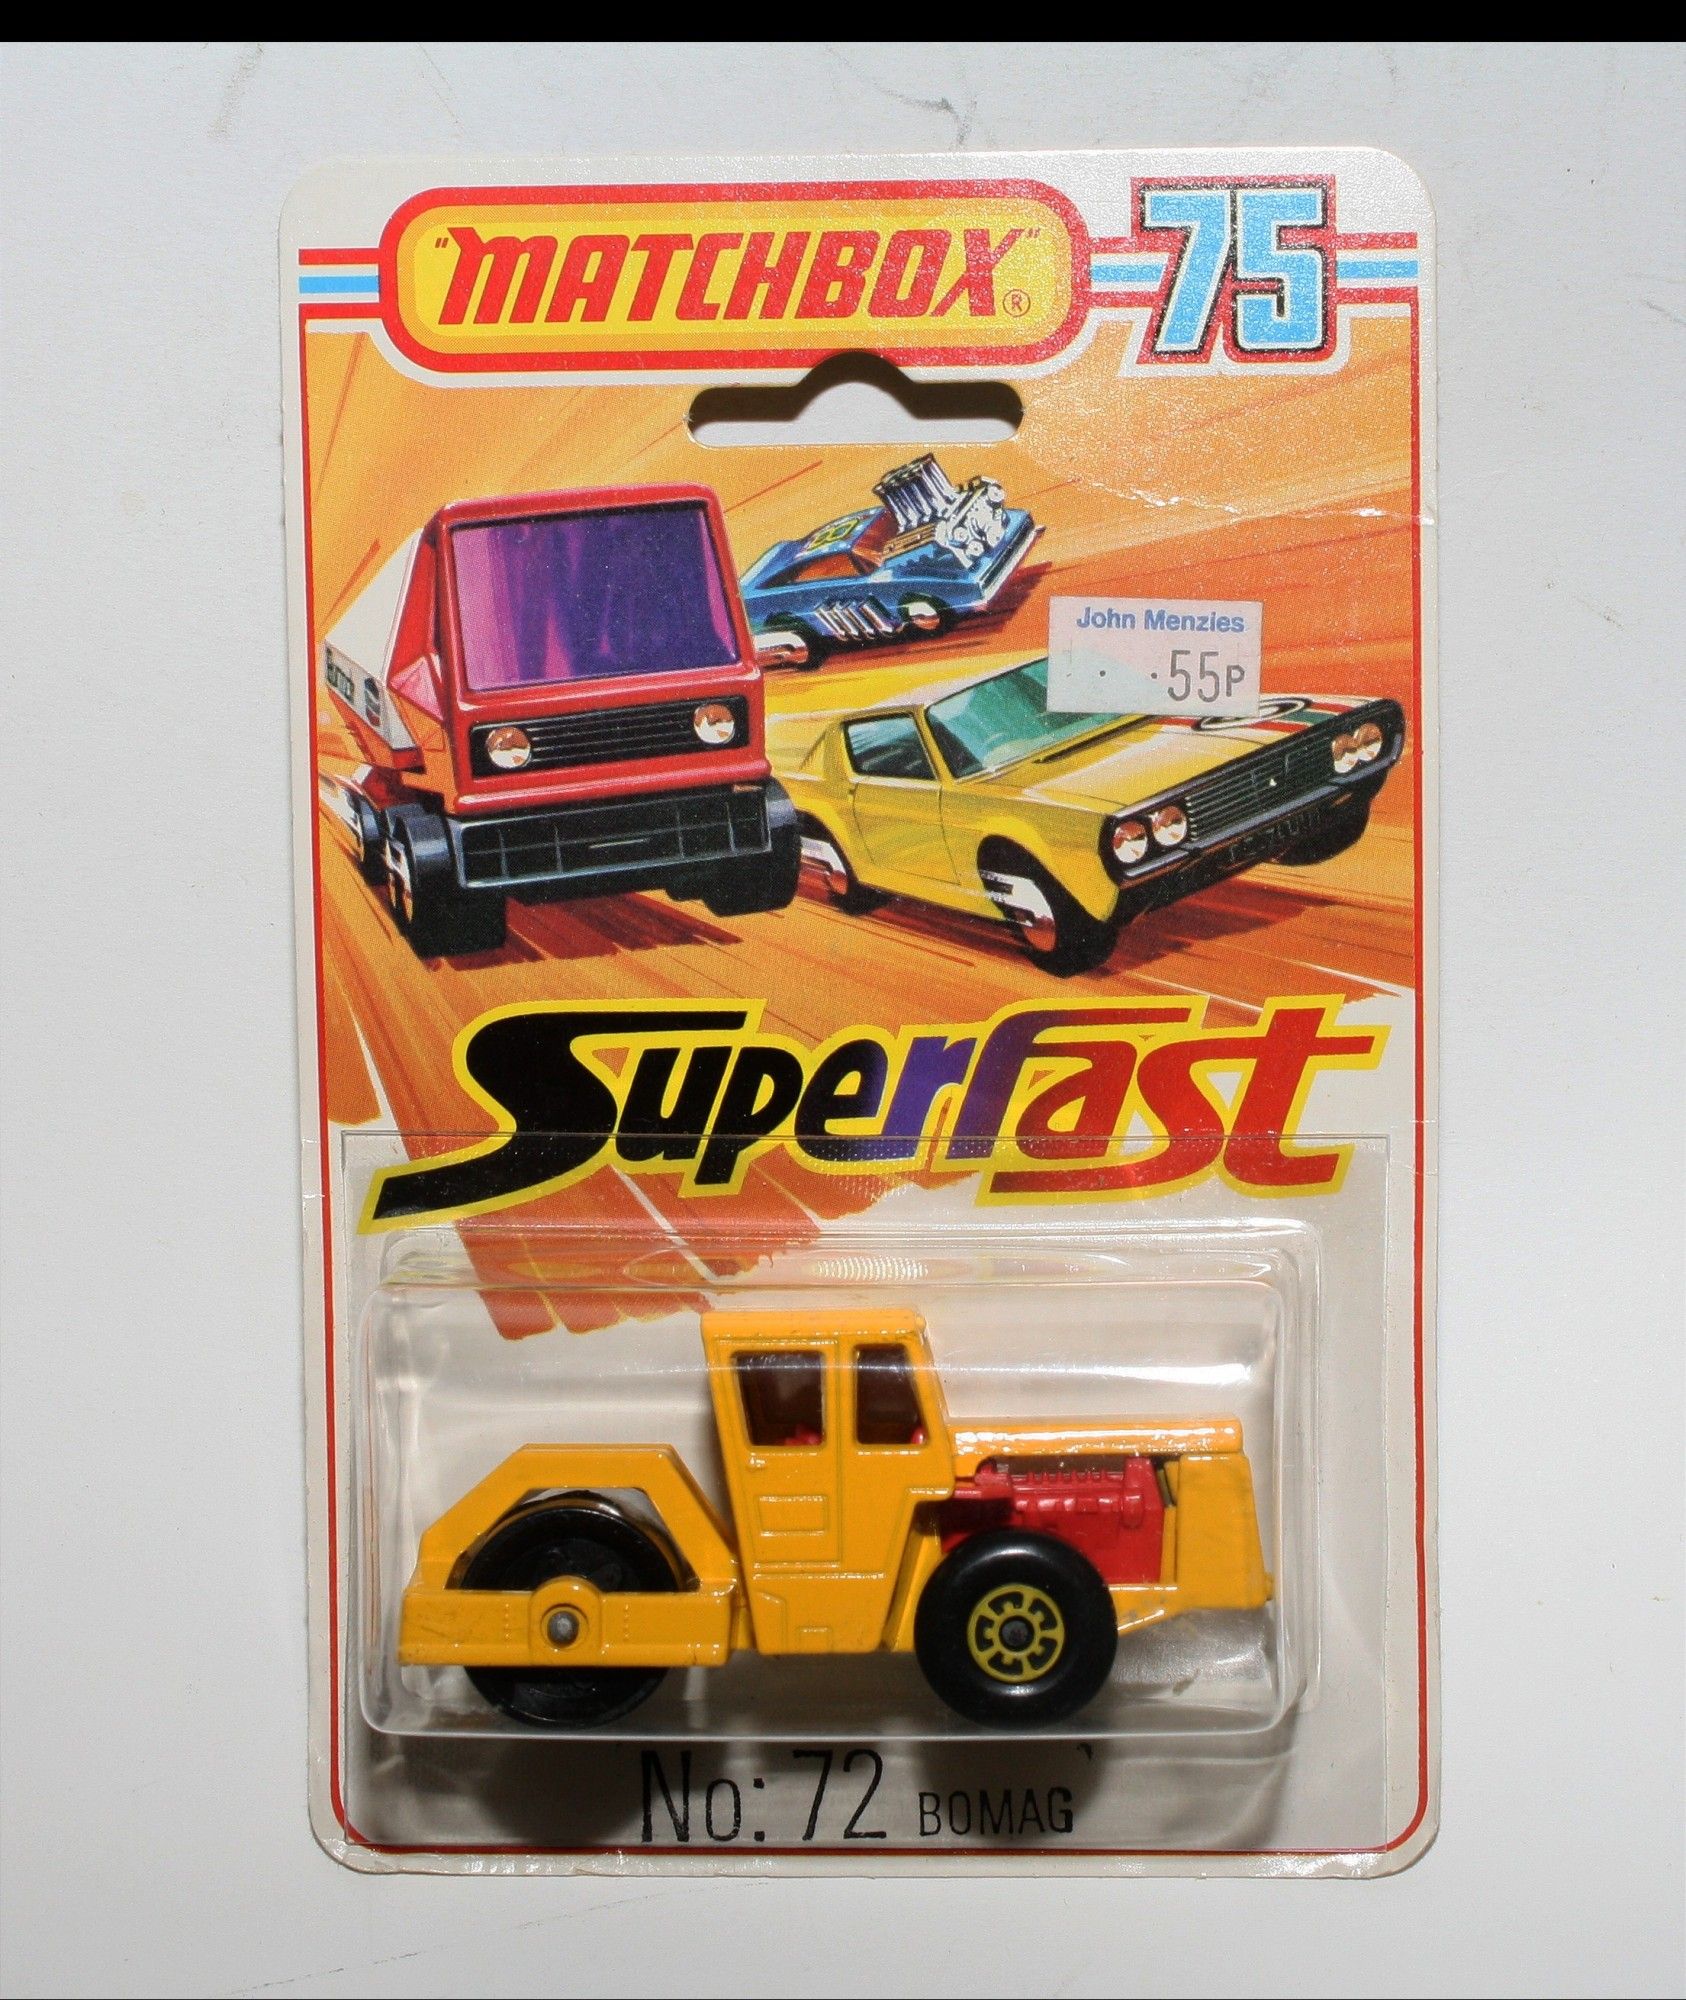 "MATCHBOX"® 75
John Menzies
55P
Superfast
No: 72 BOMAG